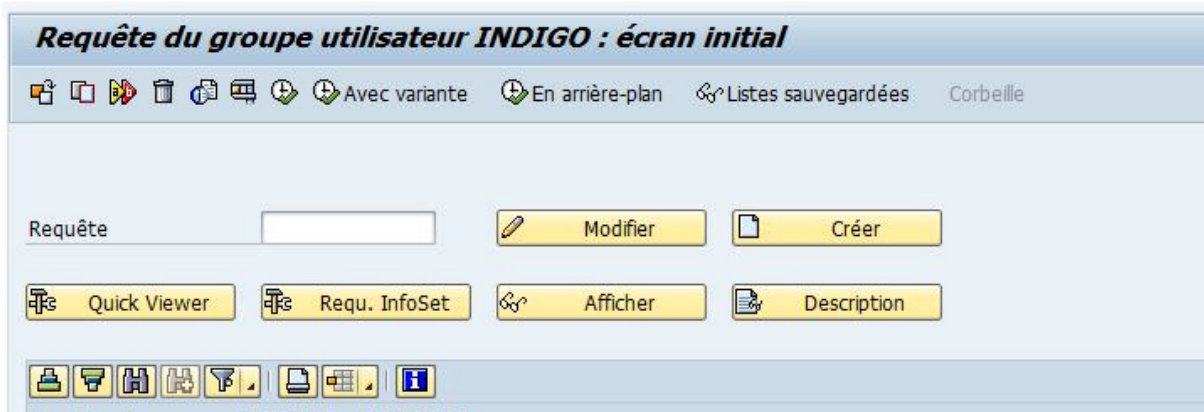 Requête du groupe utilisateur INDIGO : écran initial
Avec variante En arrière-plan Listes sauvegardées Corbeille
Requête Modifier Créer
Quick Viewer Requ. InfoSet Afficher Description